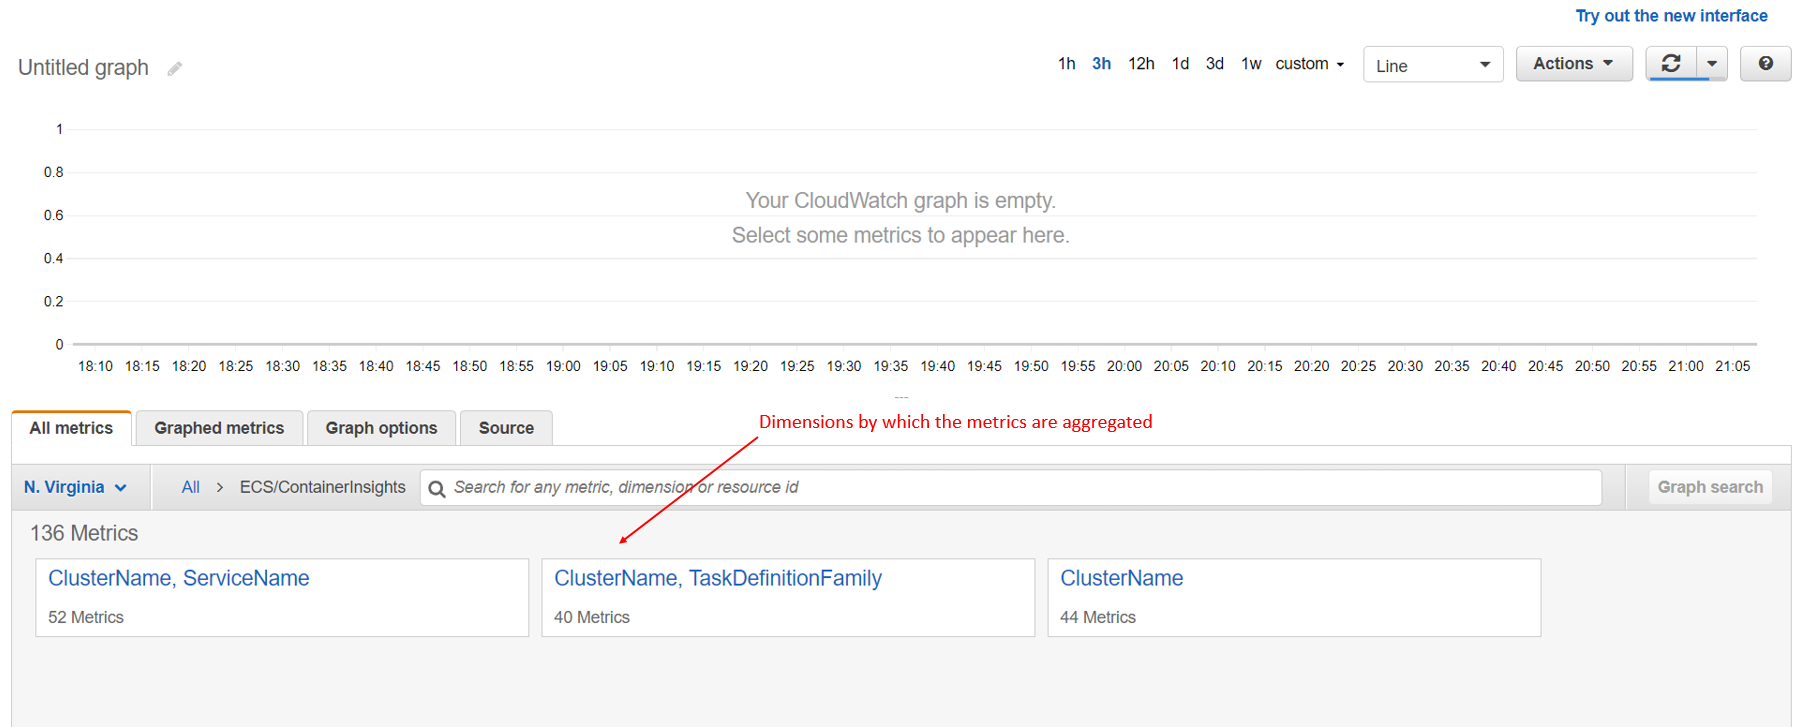 Try out the new interface
Untitled graph
1h 3h 12h 1d 3d 1w custom Line Actions
1
0.8
0.6
0.4
0.2
0
Your CloudWatch graph is empty.
Select some metrics to appear here.
18:10 18:15 18:20 18:25 18:30 18:35 18:40 18:45 18:50 18:55 19:00 19:05 19:10 19:15 19:20 19:25 19:30 19:35 19:40 19:45 19:50 19:55 20:00 20:05 20:10 20:15 20:20 20:25 20:30 20:35 20:40 20:45 20:50 20:55 21:00 21:05
Dimensions by which the metrics are aggregated
All metrics Graphed metrics Graph options Source
N. Virginia All > ECS/ContainerInsights Search for any metric, dimension or resource id Graph search
136 Metrics
ClusterName, ServiceName
52 Metrics
ClusterName, TaskDefinitionFamily
40 Metrics
ClusterName
44 Metrics